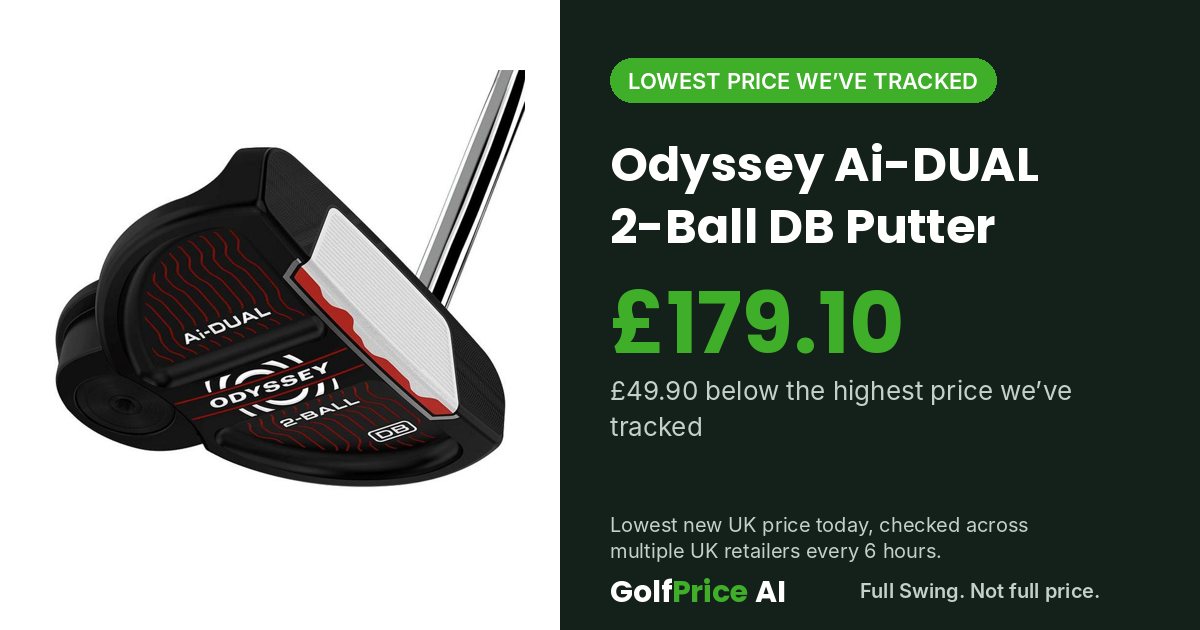 Ai-DUAL
ODYSSEY
2-BALL
DB
LOWEST PRICE WE’VE TRACKED
Odyssey Ai-DUAL
2-Ball DB Putter
£179.10
£49.90 below the highest price we’ve
tracked
Lowest new UK price today, checked across
multiple UK retailers every 6 hours.
GolfPrice AI
Full Swing. Not full price.